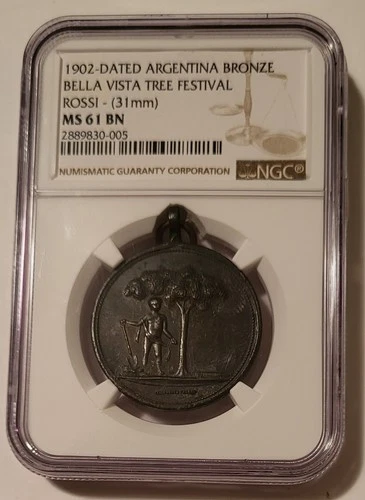 1902-DATED ARGENTINA BRONZE
BELLA VISTA TREE FESTIVAL
ROSSI - (31mm)
MS 61 BN
2889830-005
NUMISMATIC GUARANTY CORPORATION
NGC®